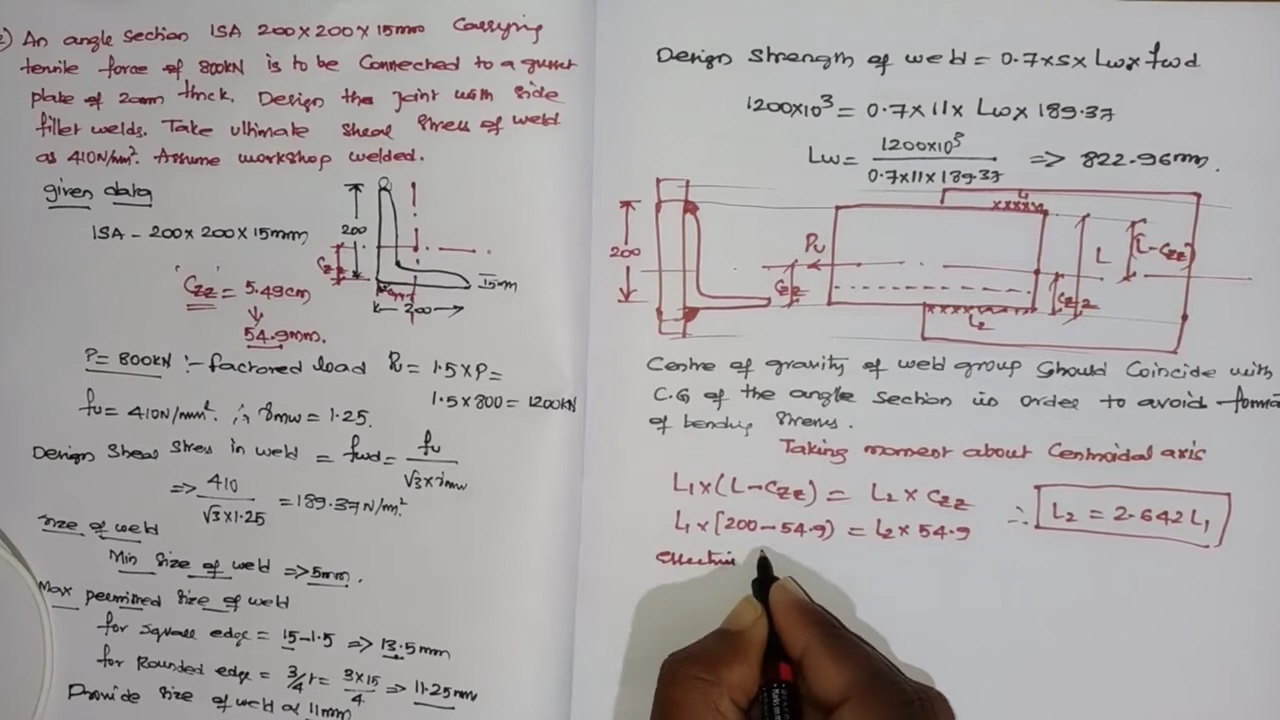 2) An angle section ISA 200×200×15mm Carrying
tensile force of 800kN is to be Connected to a gusset
plate of 20mm thick. Design the joint with side
fillet welds. Take ultimate shear stress of weld
as 410N/mm². Assume workshop welded.
given data
ISA - 200×200×15mm
Czz = 5.49cm
54.9mm.
200
Czz
15mm
200
P = 800kN :- factored load Pu = 1.5×P =
1.5×800 = 1200kN
fu = 410N/mm². ∴ γmw = 1.25.
Design Shear Stress in weld = fwd = fu / √3×γmw
=> 410 / √3×1.25 = 189.37N/mm².
Size of weld
Min size of weld => 5mm.
Max permitted size of weld
for square edge = 15-1.5 => 13.5mm
for Rounded edge = 3/4 t = 3×15/4 => 11.25mm
Provide size of weld as 11mm
Design Strength of weld = 0.7×S×Lw×fwd
1200×10³ = 0.7×11×Lw×189.37
Lw = 1200×10³ / 0.7×11×189.37 => 822.96mm.
200
Pu
Czz
L1
L
(L-Czz)
Czz
L2
Centre of gravity of weld group should Coincide with
C.G of the angle section in order to avoid forma
of bending stress.
Taking moment about Centroidal axis
L1×(L-Czz) = L2×Czz
L1×[200-54.9) = L2×54.9 ∴ L2 = 2.642L1
Effective